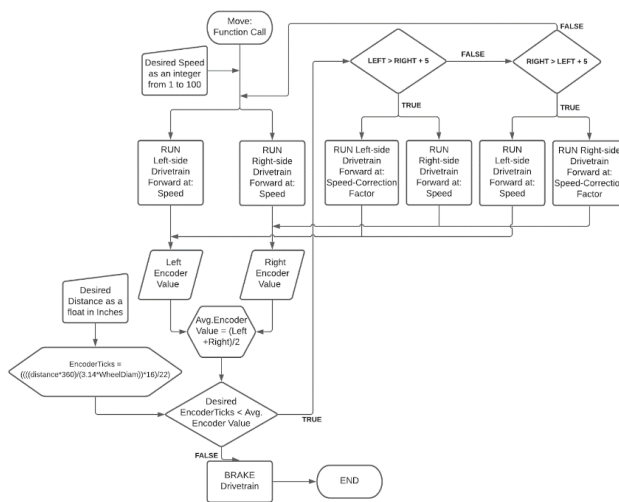 Move:
Function Call
Desired Speed
as an integer
from 1 to 100
FALSE
LEFT > RIGHT + 5
FALSE
RIGHT > LEFT + 5
TRUE
TRUE
RUN
Left-side
Drivetrain
Forward at:
Speed
RUN
Right-side
Drivetrain
Forward at:
Speed
RUN Left-side
Drivetrain
Forward at:
Speed-Correction
Factor
RUN
Right-side
Drivetrain
Forward at:
Speed
RUN
Left-side
Drivetrain
Forward at:
Speed
RUN Right-side
Drivetrain
Forward at:
Speed-Correction
Factor
Left
Encoder
Value
Right
Encoder
Value
Desired
Distance as a
float in Inches
Avg.Encoder
Value = (Left
+Right)/2
EncoderTicks =
((((distance*360)/(3.14*WheelDiam))*16)/22)
Desired
EncoderTicks < Avg.
Encoder Value
TRUE
FALSE
BRAKE
Drivetrain
END